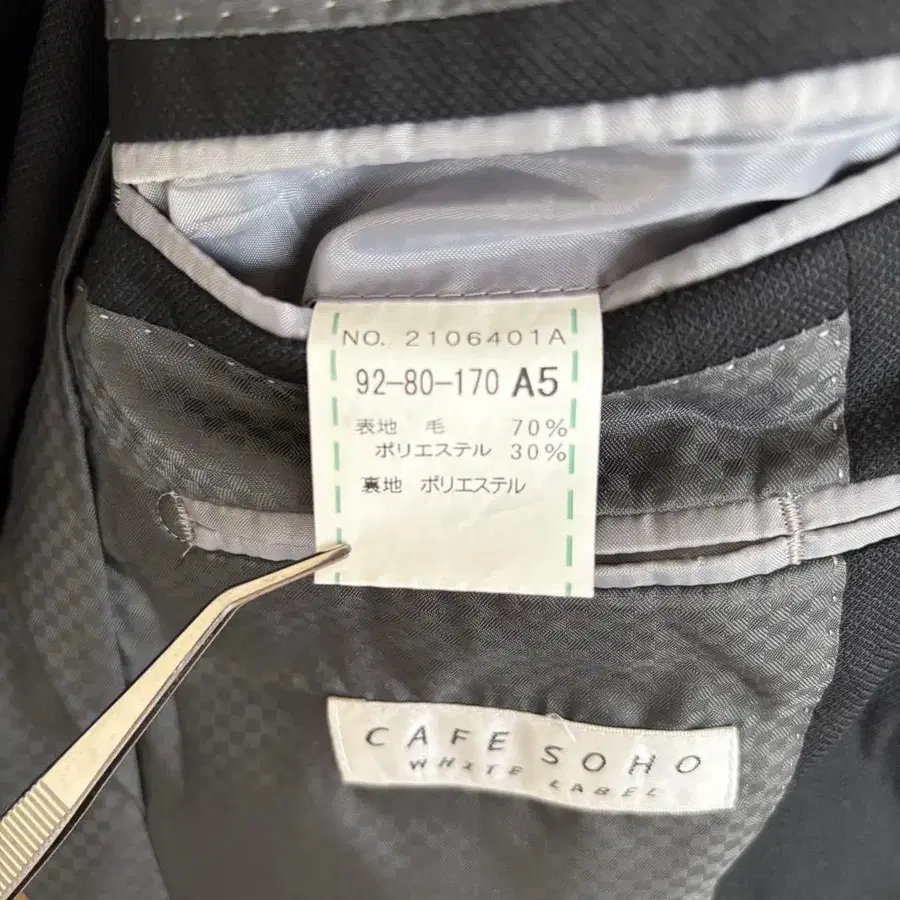 NO. 2106401A
92-80-170 A5
表地 毛 70%
ポリエステル 30%
裏地 ポリエステル
CAFE SOHO
WHITE LABEL